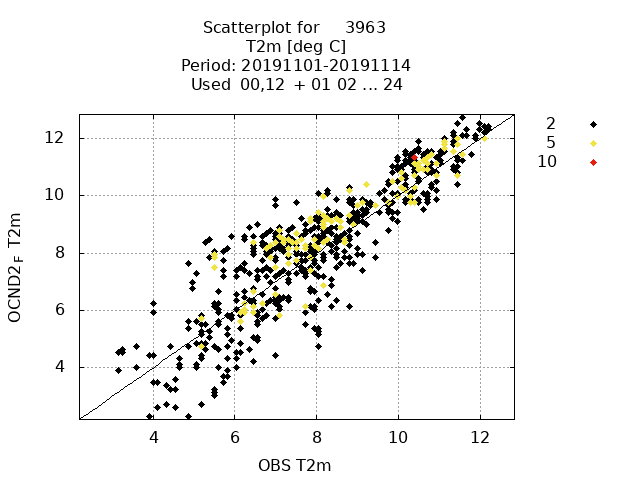 Scatterplot for 3963
T2m [deg C]
Period: 20191101-20191114
Used 00,12 + 01 02 ... 24
2
5
10
12
10
8
6
4
OCND2_F T2m
4 6 8 10 12
OBS T2m